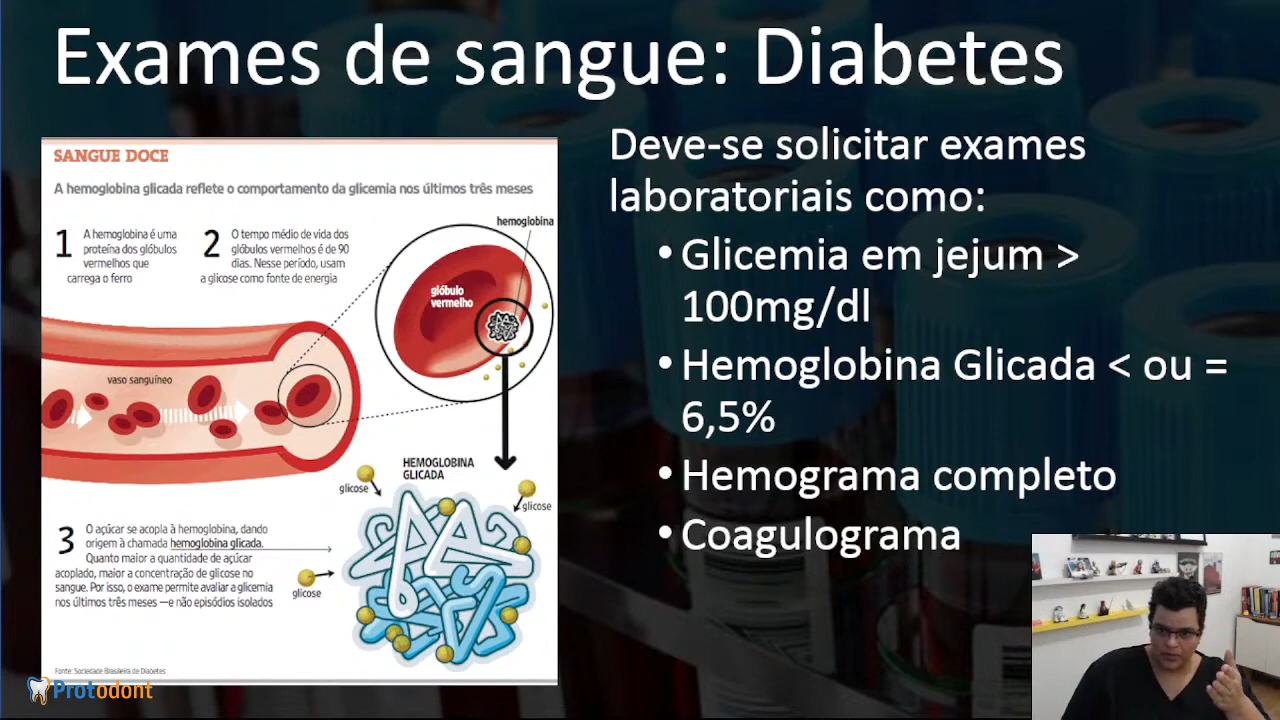 Exames de sangue: Diabetes
SANGUE DOCE
A hemoglobina glicada reflete o comportamento da glicemia nos últimos três meses
1
A hemoglobina é uma
proteína dos glóbulos
vermelhos que
carrega o ferro
2
O tempo médio de vida dos
glóbulos vermelhos é de 90
dias. Nesse período, usam
a glicose como fonte de energia
hemoglobina
glóbulo
vermelho
vaso sanguíneo
HEMOGLOBINA
GLICADA
glicose
glicose
glicose
3
O açúcar se acopla à hemoglobina, dando
origem à chamada hemoglobina glicada.
Quanto maior a quantidade de açúcar
acoplado, maior a concentração de glicose no
sangue. Por isso, o exame permite avaliar a glicemia
nos últimos três meses —e não episódios isolados
Fonte: Sociedade Brasileira de Diabetes
Protodont
Deve-se solicitar exames
laboratoriais como:
• Glicemia em jejum >
100mg/dl
• Hemoglobina Glicada < ou =
6,5%
• Hemograma completo
• Coagulograma